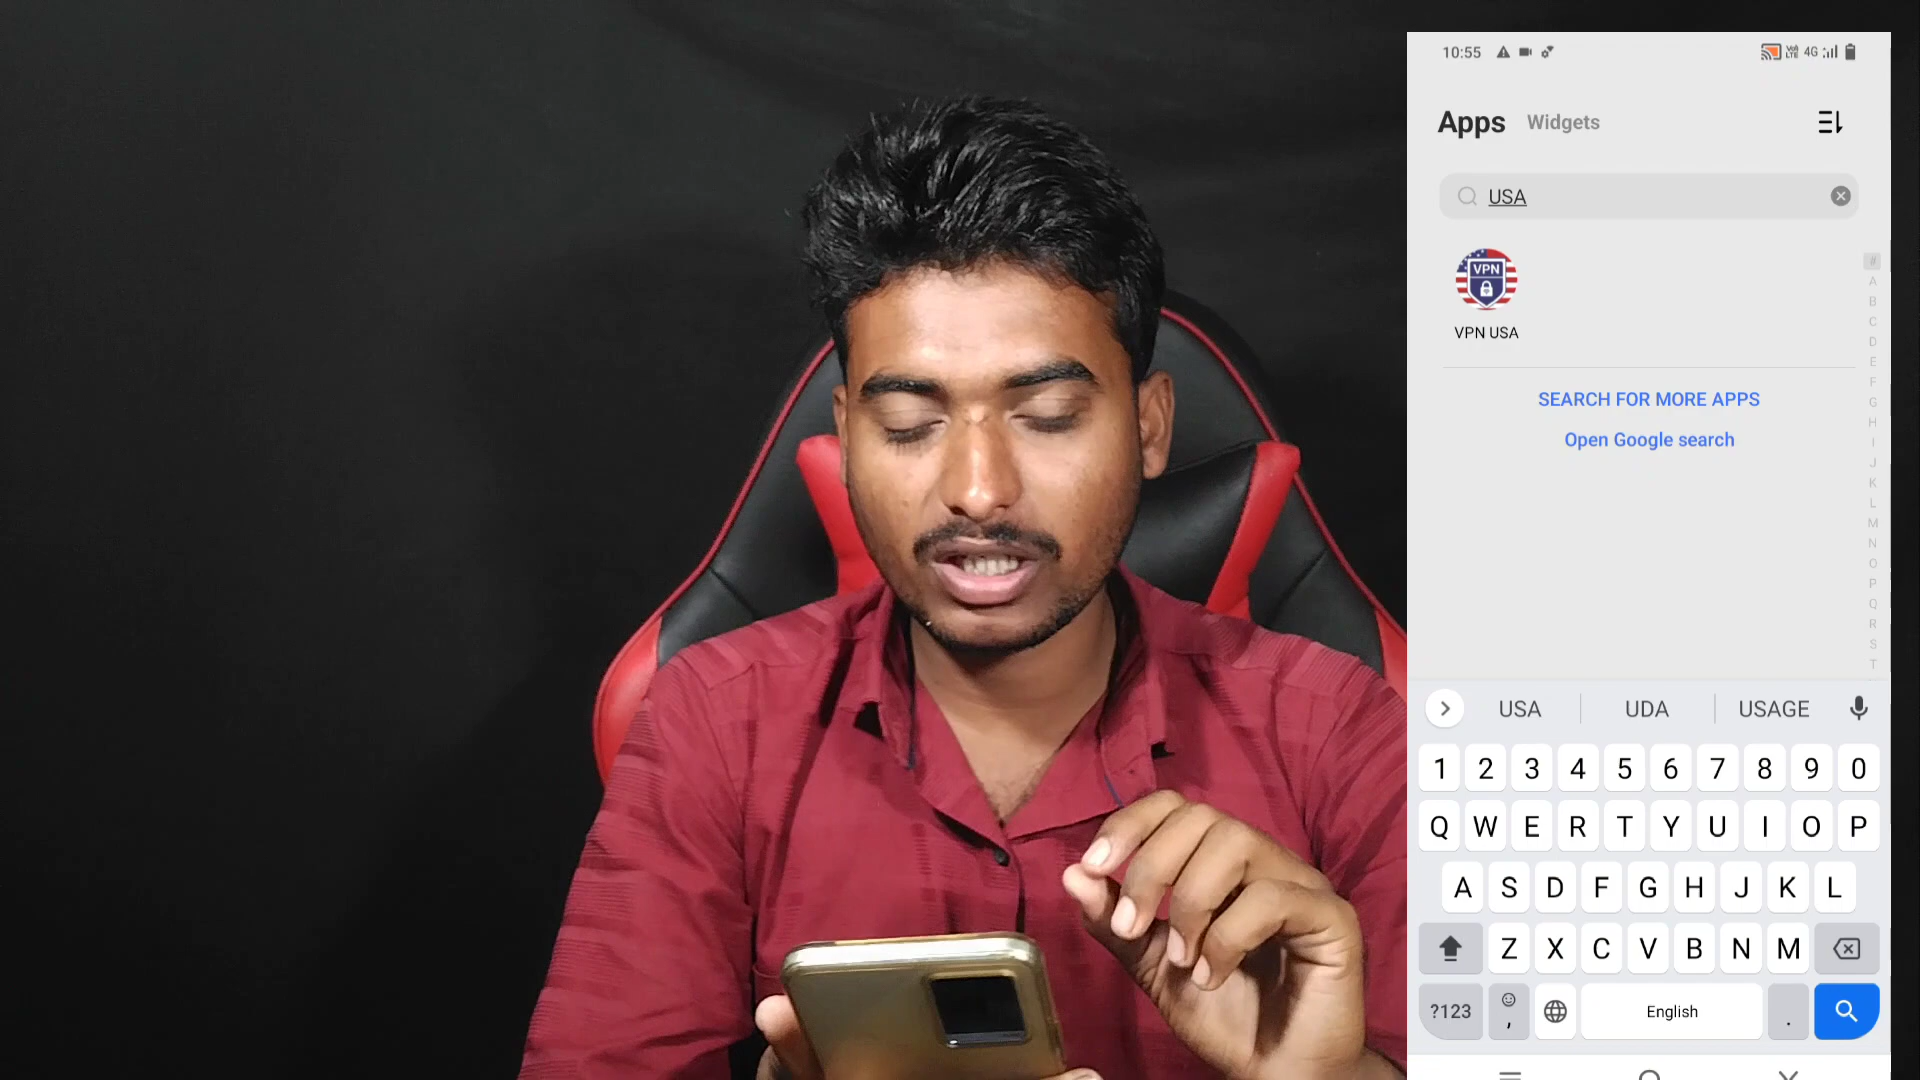 10:55
4G
Apps Widgets
USA
VPN
VPN USA
SEARCH FOR MORE APPS
Open Google search
#
A
B
C
D
E
F
G
H
I
J
K
L
M
N
O
P
Q
R
S
T
USA UDA USAGE
1 2 3 4 5 6 7 8 9 0
Q W E R T Y U I O P
A S D F G H J K L
Z X C V B N M
?123 , English .